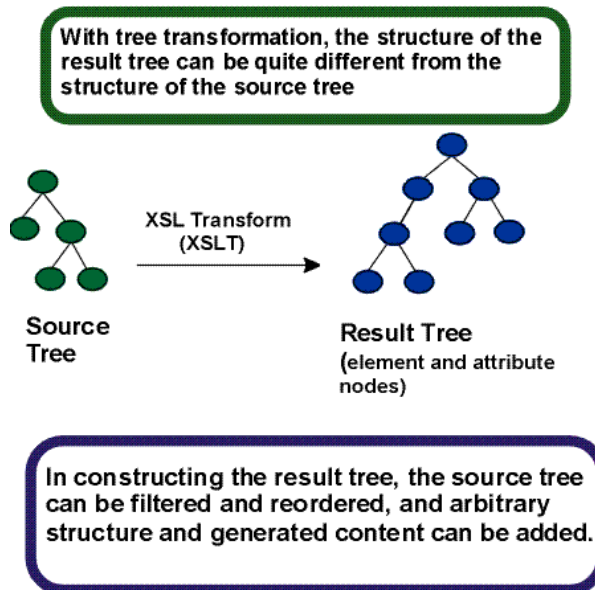 With tree transformation, the structure of the
result tree can be quite different from the
structure of the source tree
XSL Transform
(XSLT)
Source
Tree
Result Tree
(element and attribute
nodes)
In constructing the result tree, the source tree
can be filtered and reordered, and arbitrary
structure and generated content can be added.